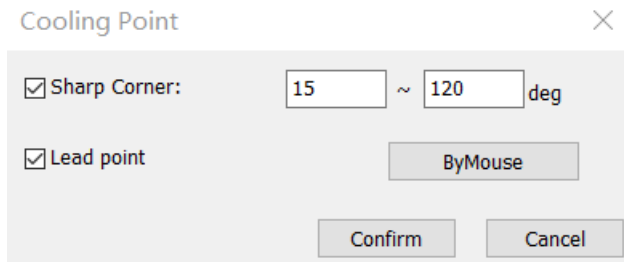 Cooling Point
Sharp Corner: 15 ~ 120 deg
Lead point ByMouse
Confirm Cancel